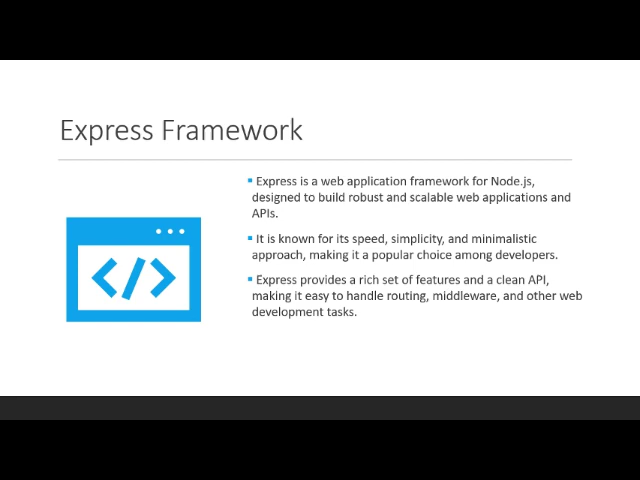 Express Framework
▪ Express is a web application framework for Node.js,
designed to build robust and scalable web applications and
APIs.
▪ It is known for its speed, simplicity, and minimalistic
approach, making it a popular choice among developers.
▪ Express provides a rich set of features and a clean API,
making it easy to handle routing, middleware, and other web
development tasks.